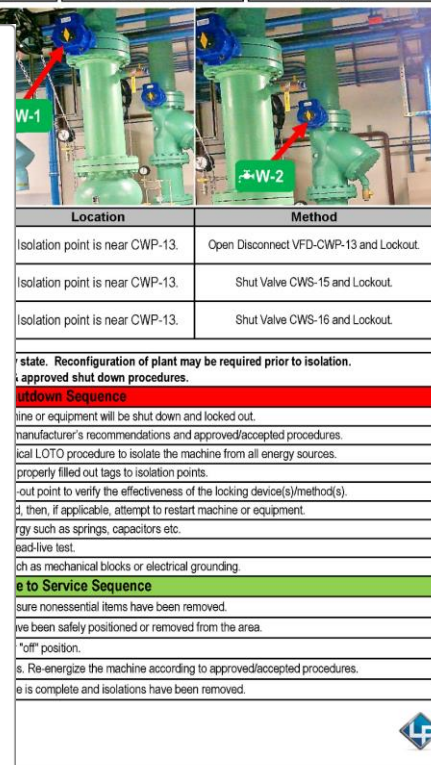 W-1
W-2
Location Method
Isolation point is near CWP-13. Open Disconnect VFD-CWP-13 and Lockout.
Isolation point is near CWP-13. Shut Valve CWS-15 and Lockout.
Isolation point is near CWP-13. Shut Valve CWS-16 and Lockout.
state. Reconfiguration of plant may be required prior to isolation.
approved shut down procedures.
utdown Sequence
ine or equipment will be shut down and locked out.
manufacturer's recommendations and approved/accepted procedures.
ical LOTO procedure to isolate the machine from all energy sources.
properly filled out tags to isolation points.
-out point to verify the effectiveness of the locking device(s)/method(s).
d, then, if applicable, attempt to restart machine or equipment.
rgy such as springs, capacitors etc.
ead-live test.
ch as mechanical blocks or electrical grounding.
e to Service Sequence
sure nonessential items have been removed.
ve been safely positioned or removed from the area.
"off" position.
s. Re-energize the machine according to approved/accepted procedures.
e is complete and isolations have been removed.